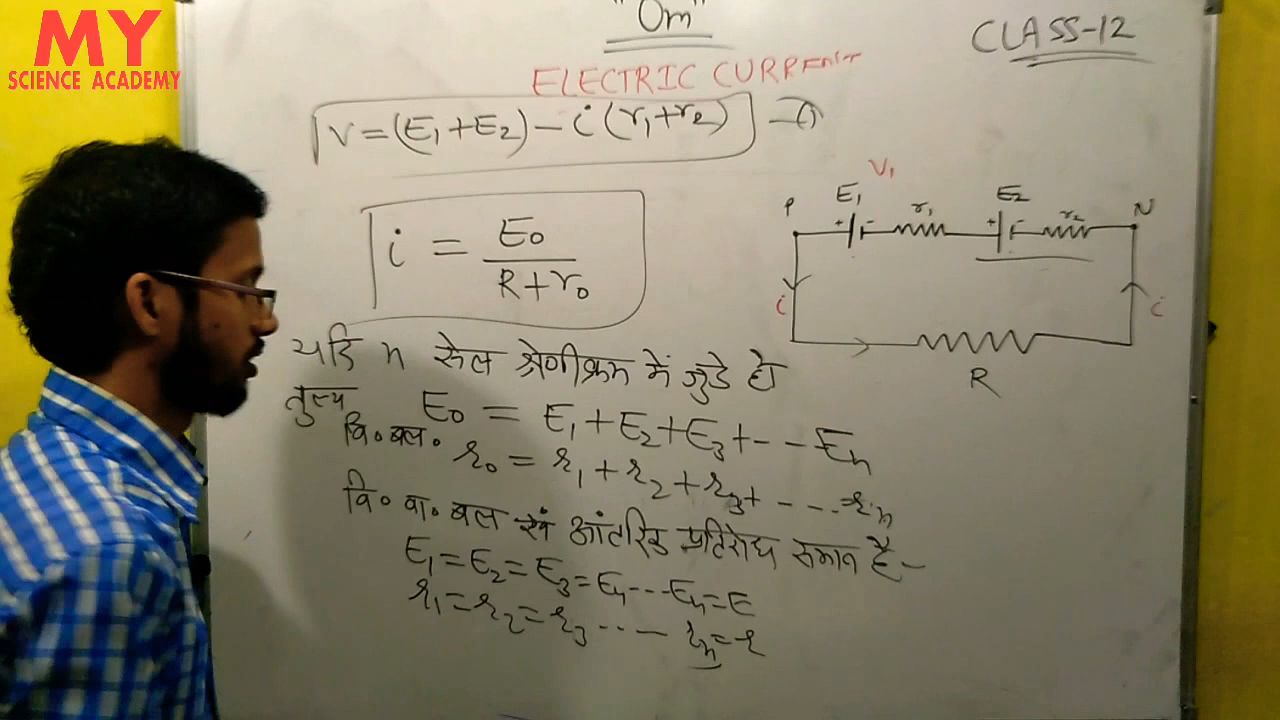 MY
SCIENCE ACADEMY
"Om"
CLASS-12
ELECTRIC CURRENT
V=(E₁+E₂)-i(r₁+r₂)
i = E₀/R+r₀
V₁
P E₁ r₁ E₂ r₂ N
+ - + -
i i
R
यदि n सेल श्रेणीक्रम में जुडे हो
तुल्य E₀ = E₁+E₂+E₃+---Eₙ
वि॰ बल॰ r₀ = r₁+r₂+r₃+-----rₙ
वि॰ वा॰ बल एवं आंतरिक प्रतिरोध समान है-
E₁=E₂=E₃=E₄---Eₙ=E
r₁=r₂=r₃---- rₙ=r